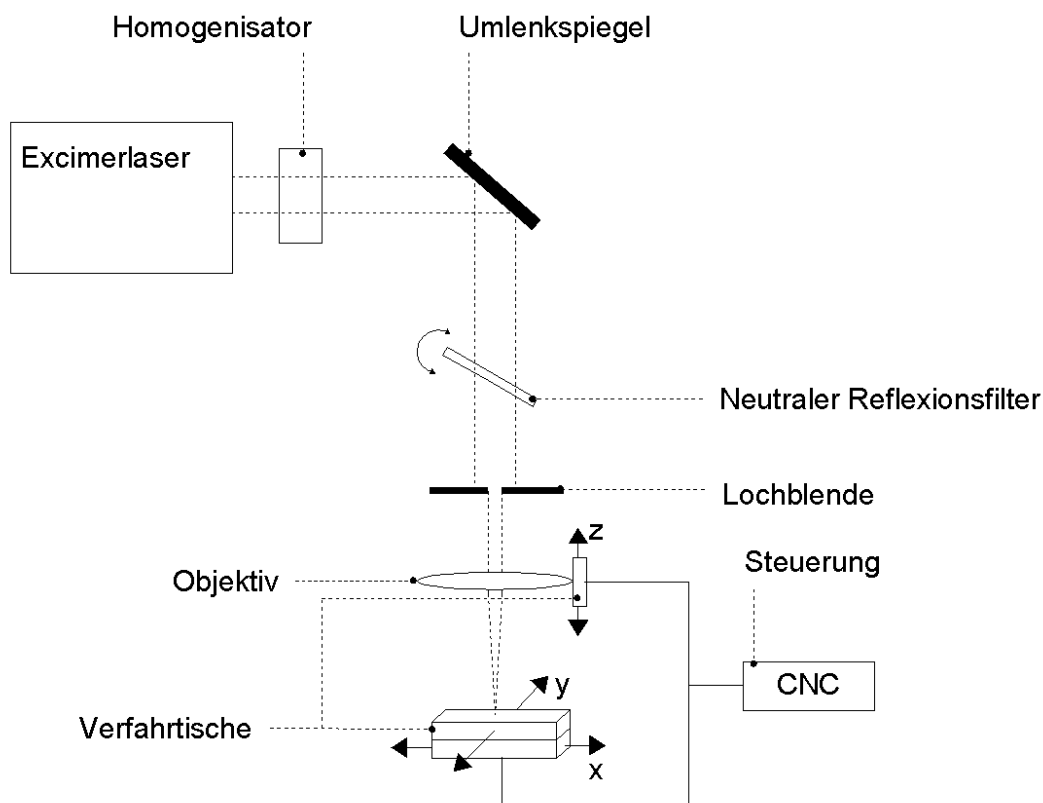 Homogenisator
Umlenkspiegel
Excimerlaser
Neutraler Reflexionsfilter
Lochblende
z
Steuerung
Objektiv
CNC
y
Verfahrtische
x